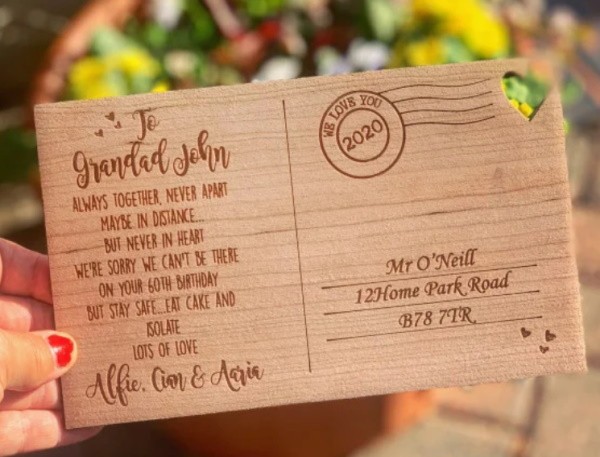 To
Grandad John
ALWAYS TOGETHER, NEVER APART
MAYBE IN DISTANCE...
BUT NEVER IN HEART
WE'RE SORRY WE CAN'T BE THERE
ON YOUR 60TH BIRTHDAY
BUT STAY SAFE...EAT CAKE AND
ISOLATE
LOTS OF LOVE
Alfie, Cian & Aaria
WE LOVE YOU
2020
Mr O'Neill
12Home Park Road
B78 7TR